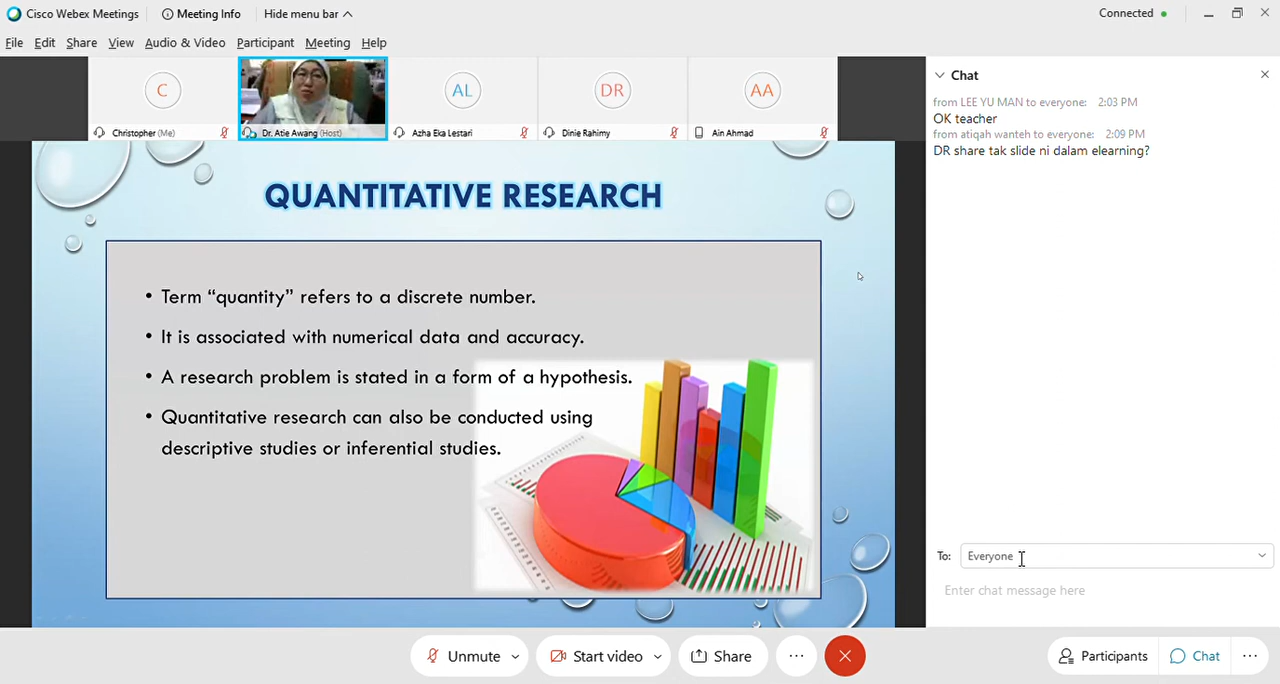 Cisco Webex Meetings
Meeting Info
Hide menu bar
Connected
File Edit Share View Audio & Video Participant Meeting Help
C
AL
DR
AA
Christopher (Me)
Dr. Atie Awang (Host)
Azha Eka Lestari
Dinie Rahimy
Ain Ahmad
QUANTITATIVE RESEARCH
• Term “quantity” refers to a discrete number.
• It is associated with numerical data and accuracy.
• A research problem is stated in a form of a hypothesis.
• Quantitative research can also be conducted using
descriptive studies or inferential studies.
Chat
from LEE YU MAN to everyone: 2:03 PM
OK teacher
from atiqah wanteh to everyone: 2:09 PM
DR share tak slide ni dalam elearning?
To: Everyone
Enter chat message here
Unmute
Start video
Share
Participants
Chat